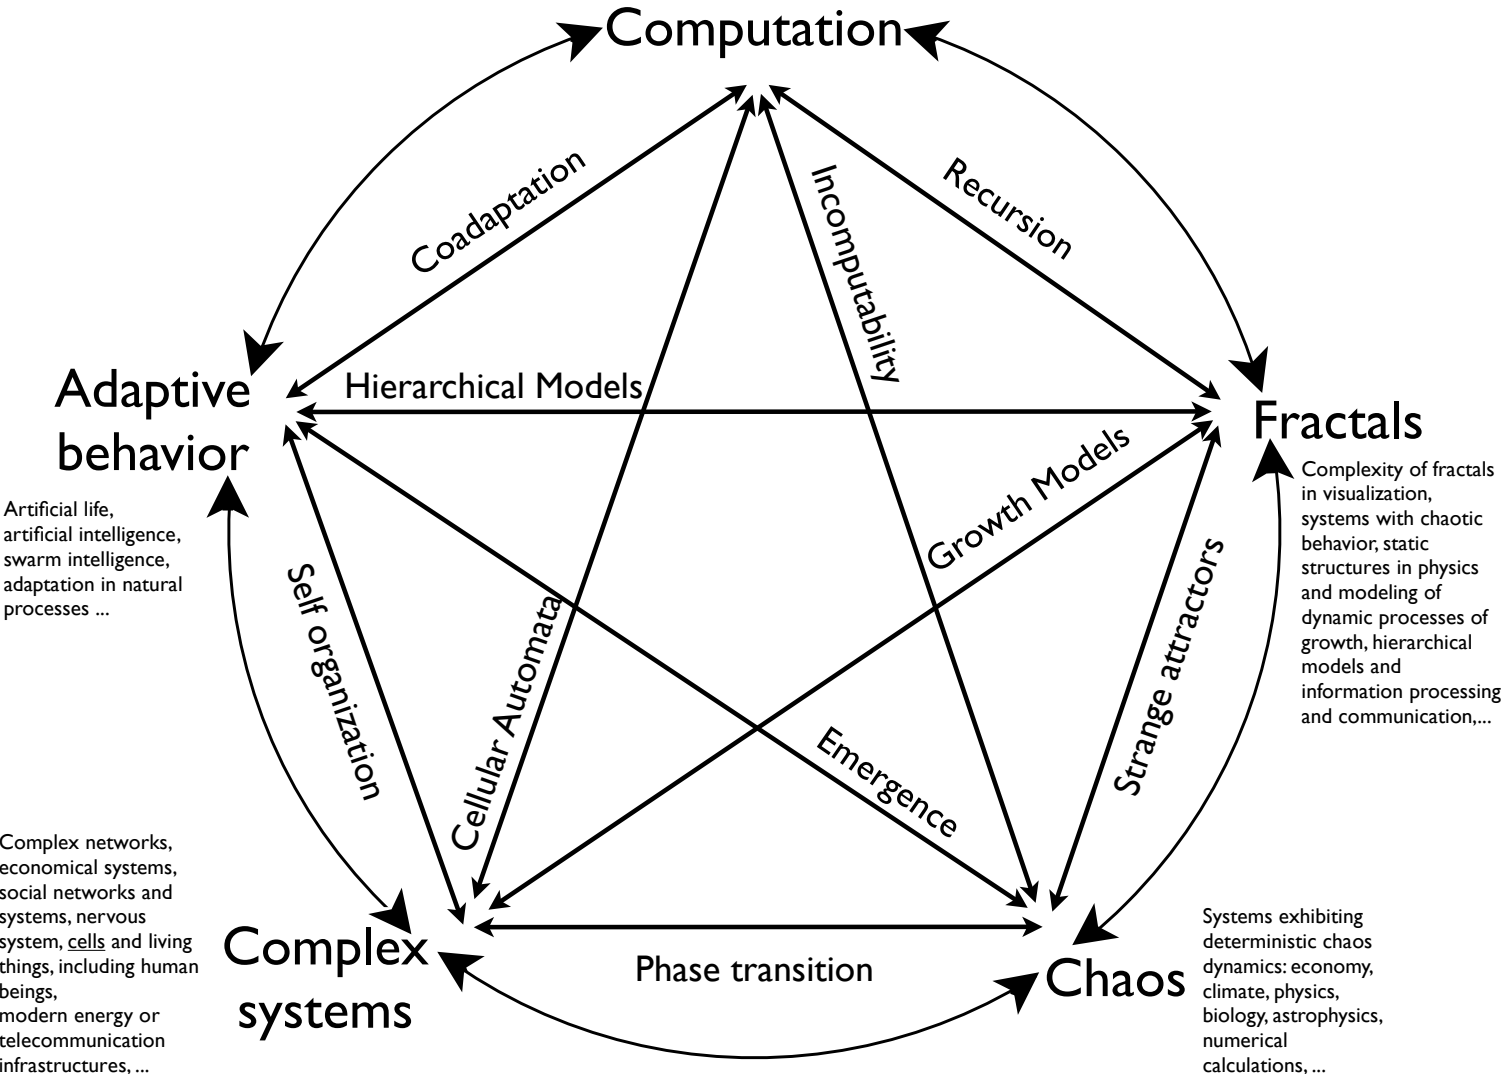 Computation
Coadaptation
Recursion
Incomputability
Hierarchical Models
Adaptive
behavior
Artificial life,
artificial intelligence,
swarm intelligence,
adaptation in natural
processes ...
Fractals
Complexity of fractals
in visualization,
systems with chaotic
behavior, static
structures in physics
and modeling of
dynamic processes of
growth, hierarchical
models and
information processing
and communication,...
Growth Models
Self organization
Cellular Automata
Emergence
Strange attractors
Complex networks,
economical systems,
social networks and
systems, nervous
system, cells and living
things, including human
beings,
modern energy or
telecommunication
infrastructures, ...
Complex
systems
Phase transition
Chaos
Systems exhibiting
deterministic chaos
dynamics: economy,
climate, physics,
biology, astrophysics,
numerical
calculations, ...